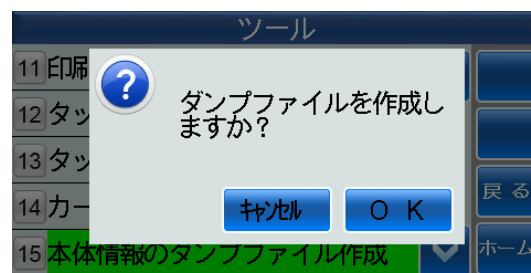 ツール
11 印刷
12 タッ
13 タッ
14 カー
15 本体情報のダンプファイル作成
?
ダンプファイルを作成し
ますか?
キャンセル
OK
戻る
ホーム